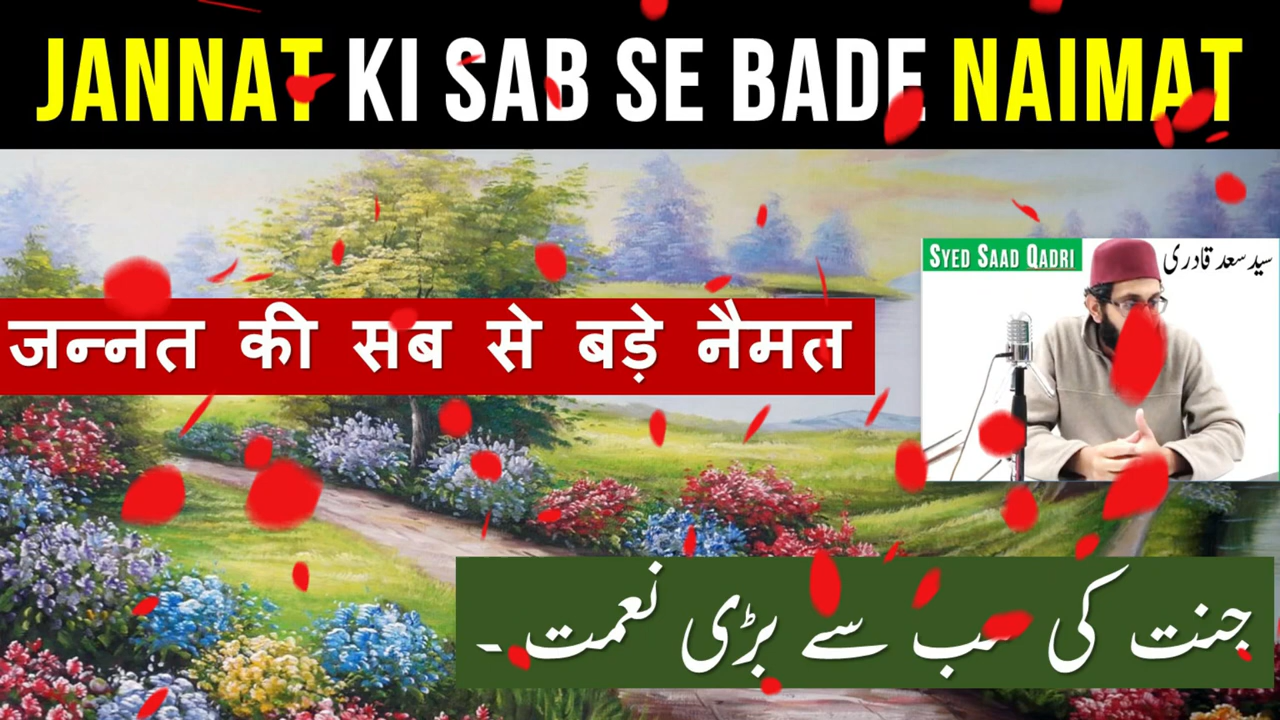 JANNAT KI SAB SE BADE NAIMAT
SYED SAAD QADRI
سید سعد قادری
जन्नत की सब से बड़े नैमत
جنت کی سب سے بڑی نعمت۔